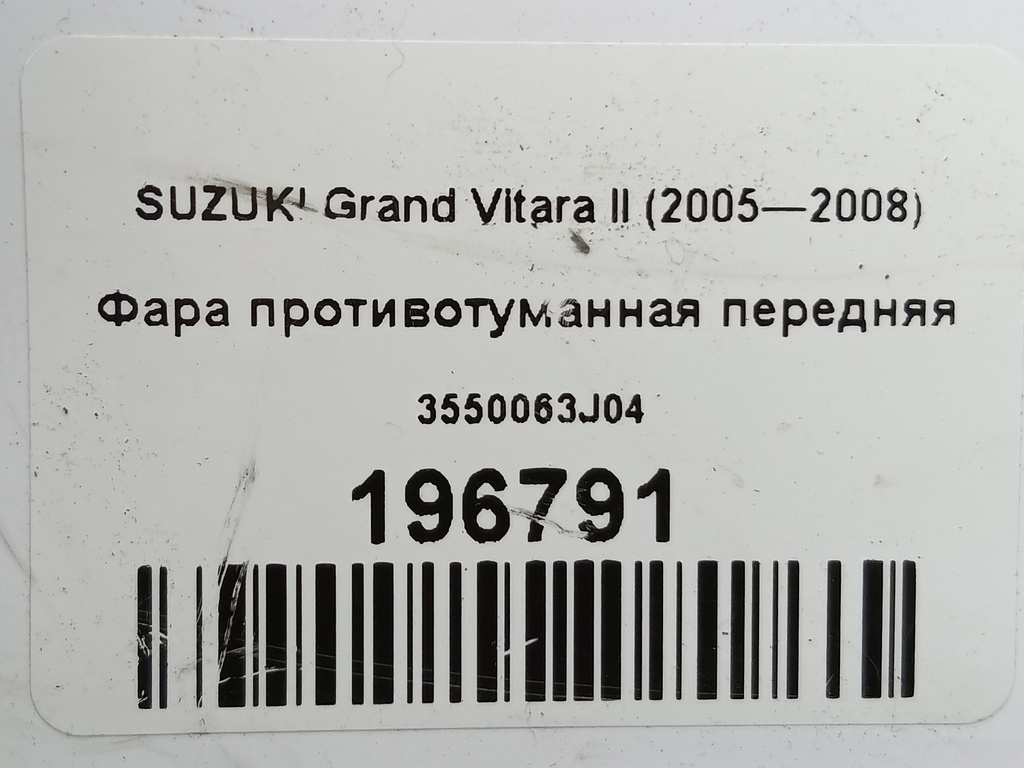 SUZUKI Grand Vitara II (2005—2008)
Фара противотуманная передняя
3550063J04
196791